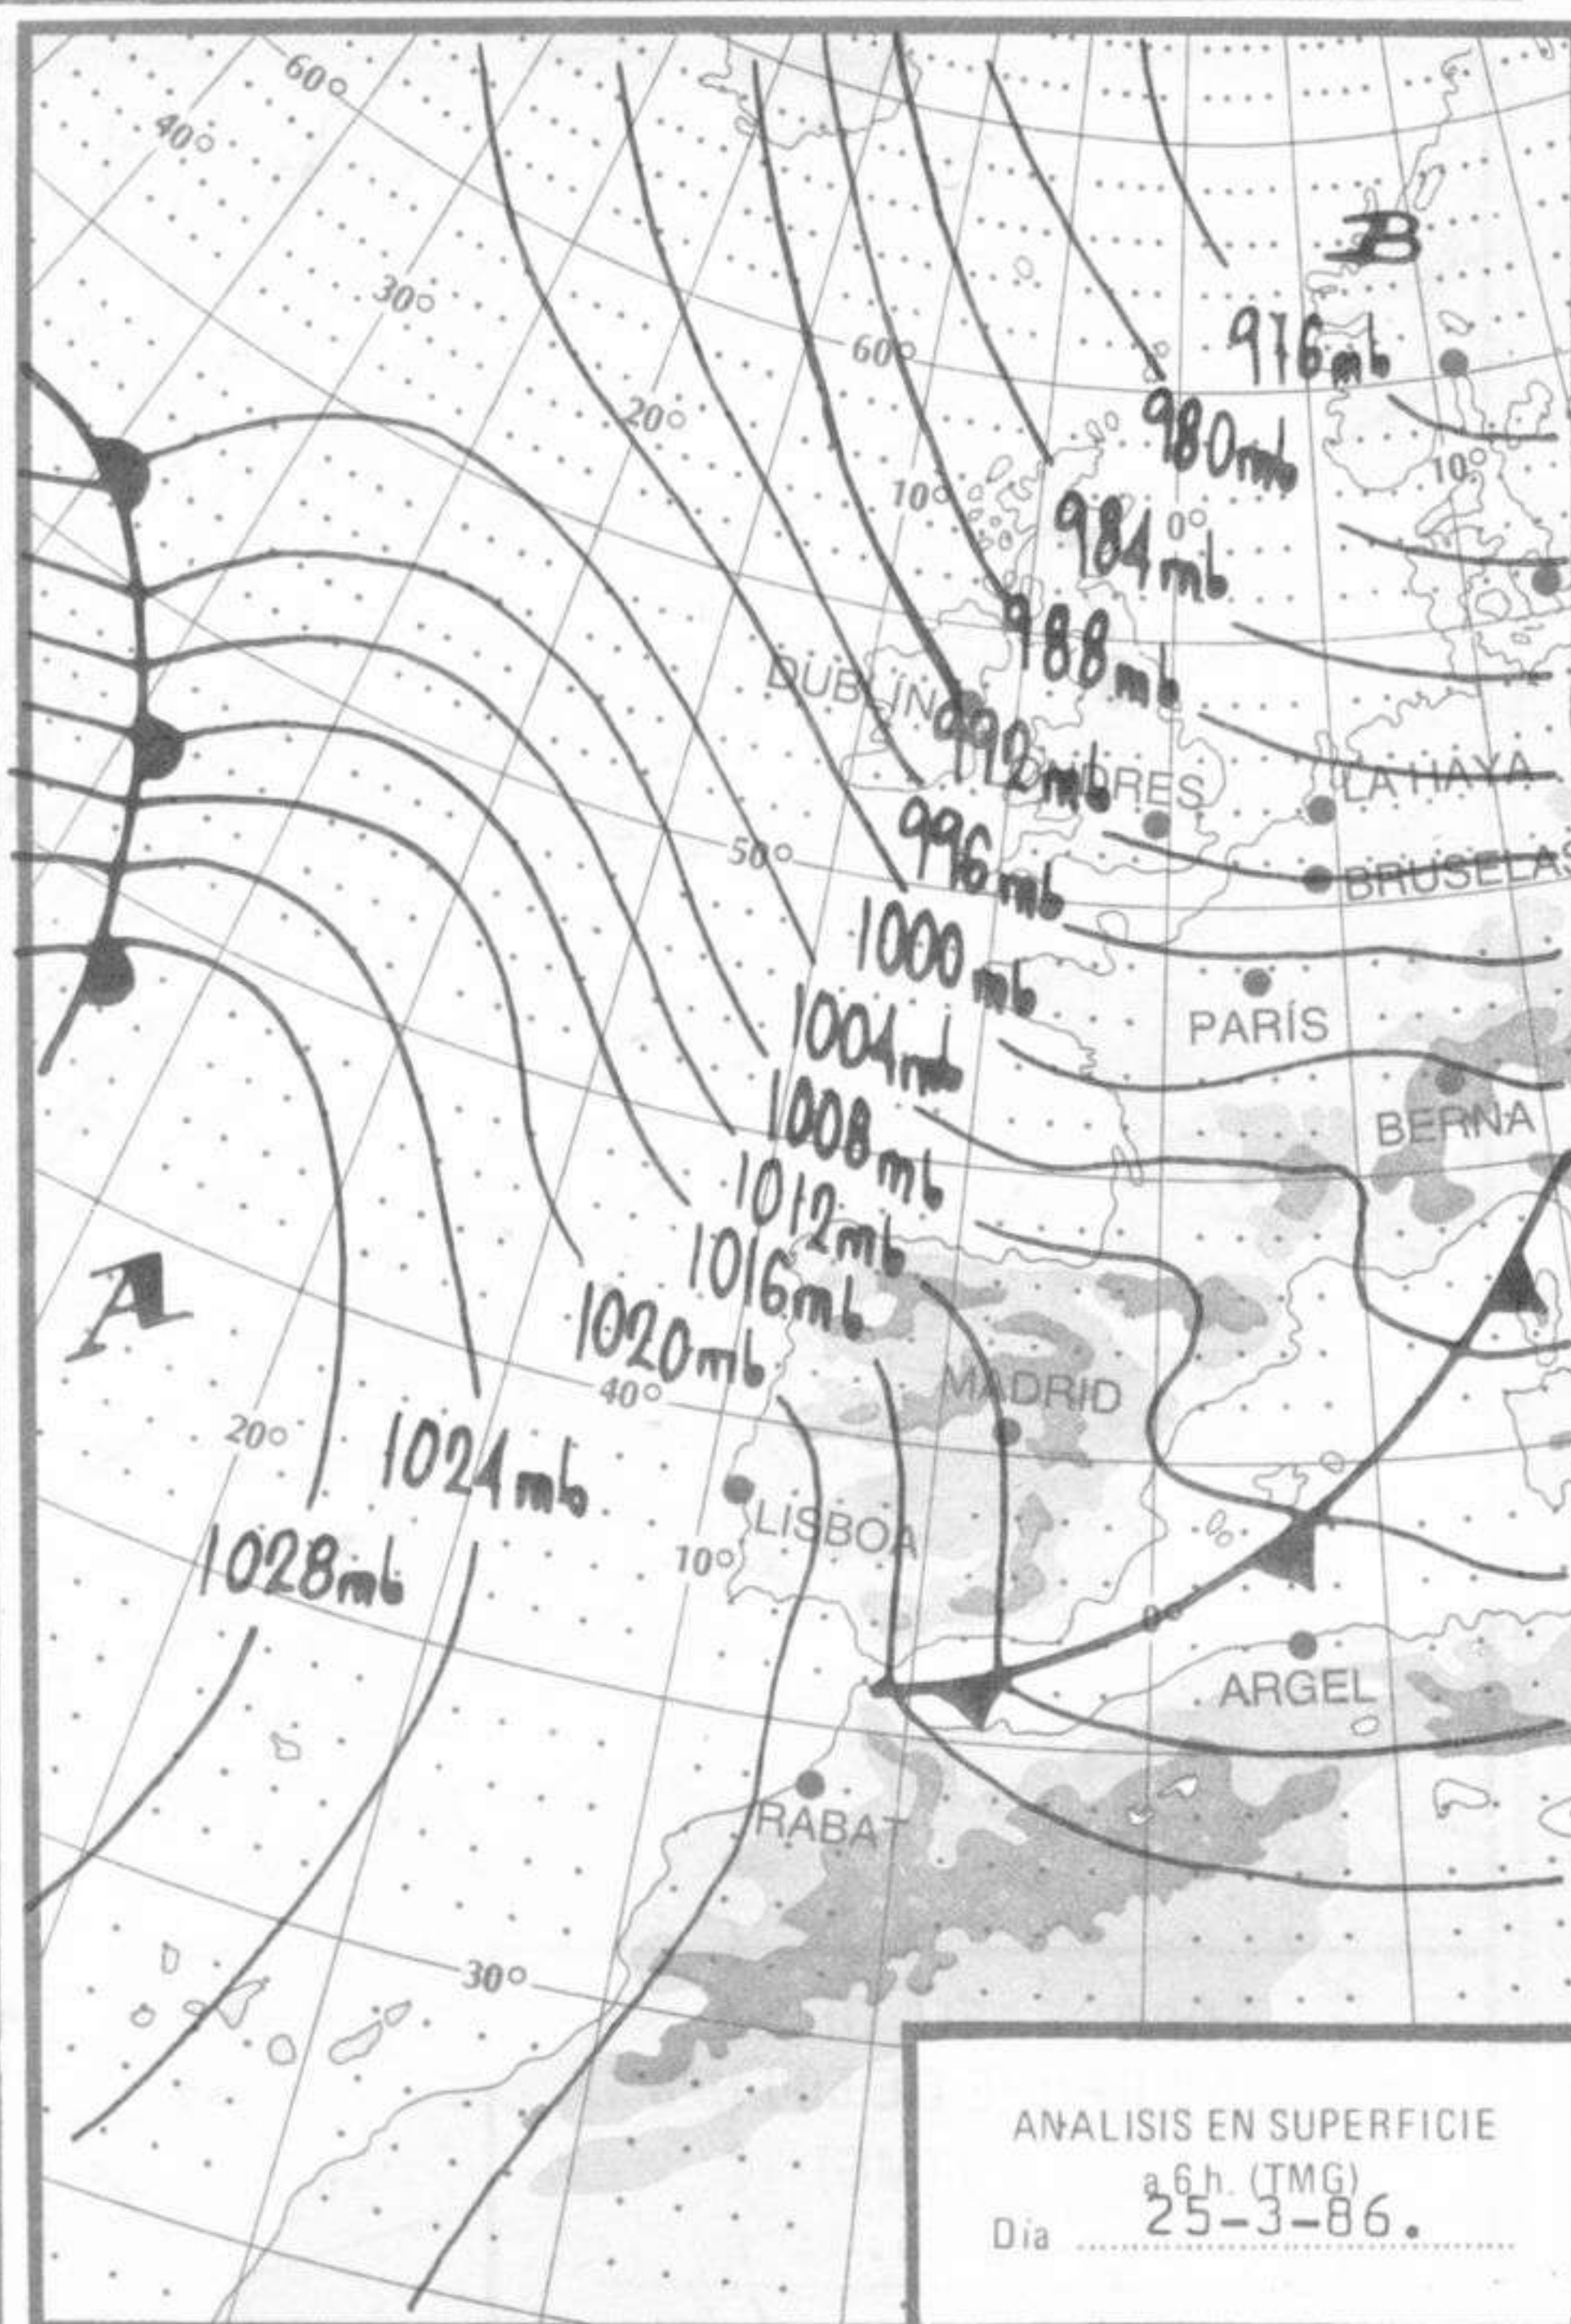 60°
40°
30°
B
976mb
60°
20°
980mb
10°
10°
984mb
0°
988mb
DUBLÍN
992mb
LONDRES
LA HAYA
996mb
50°
BRUSELAS
1000mb
PARÍS
1004mb
1008mb
BERNA
1012mb
1016mb
A
1020mb
40°
MADRID
20°
1024mb
LISBOA
10°
1028mb
0°
ARGEL
RABAT
30°
ANALISIS EN SUPERFICIE
a 6 h. (TMG)
Dia 25-3-86.